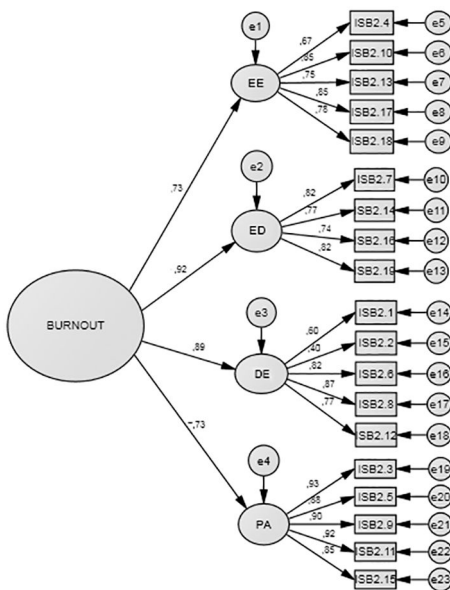 e1
EE
,67
,65
,75
,85
,78
ISB2.4
e5
ISB2.10
e6
ISB2.13
e7
ISB2.17
e8
ISB2.18
e9
,73
e2
ED
,82
,77
,74
,82
ISB2.7
e10
ISB2.14
e11
ISB2.16
e12
ISB2.19
e13
,92
BURNOUT
,89
e3
DE
,60
,40
,82
,87
,77
ISB2.1
e14
ISB2.2
e15
ISB2.6
e16
ISB2.8
e17
ISB2.12
e18
-,73
e4
PA
,93
,88
,90
,92
,85
ISB2.3
e19
ISB2.5
e20
ISB2.9
e21
ISB2.11
e22
ISB2.15
e23